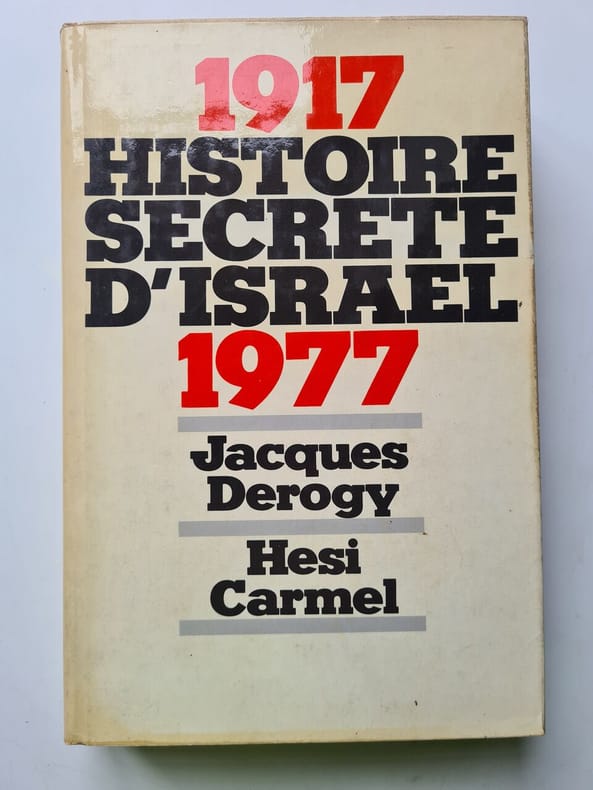 1917
HISTOIRE
SECRETE
D'ISRAEL
1977
Jacques
Derogy
Hesi
Carmel